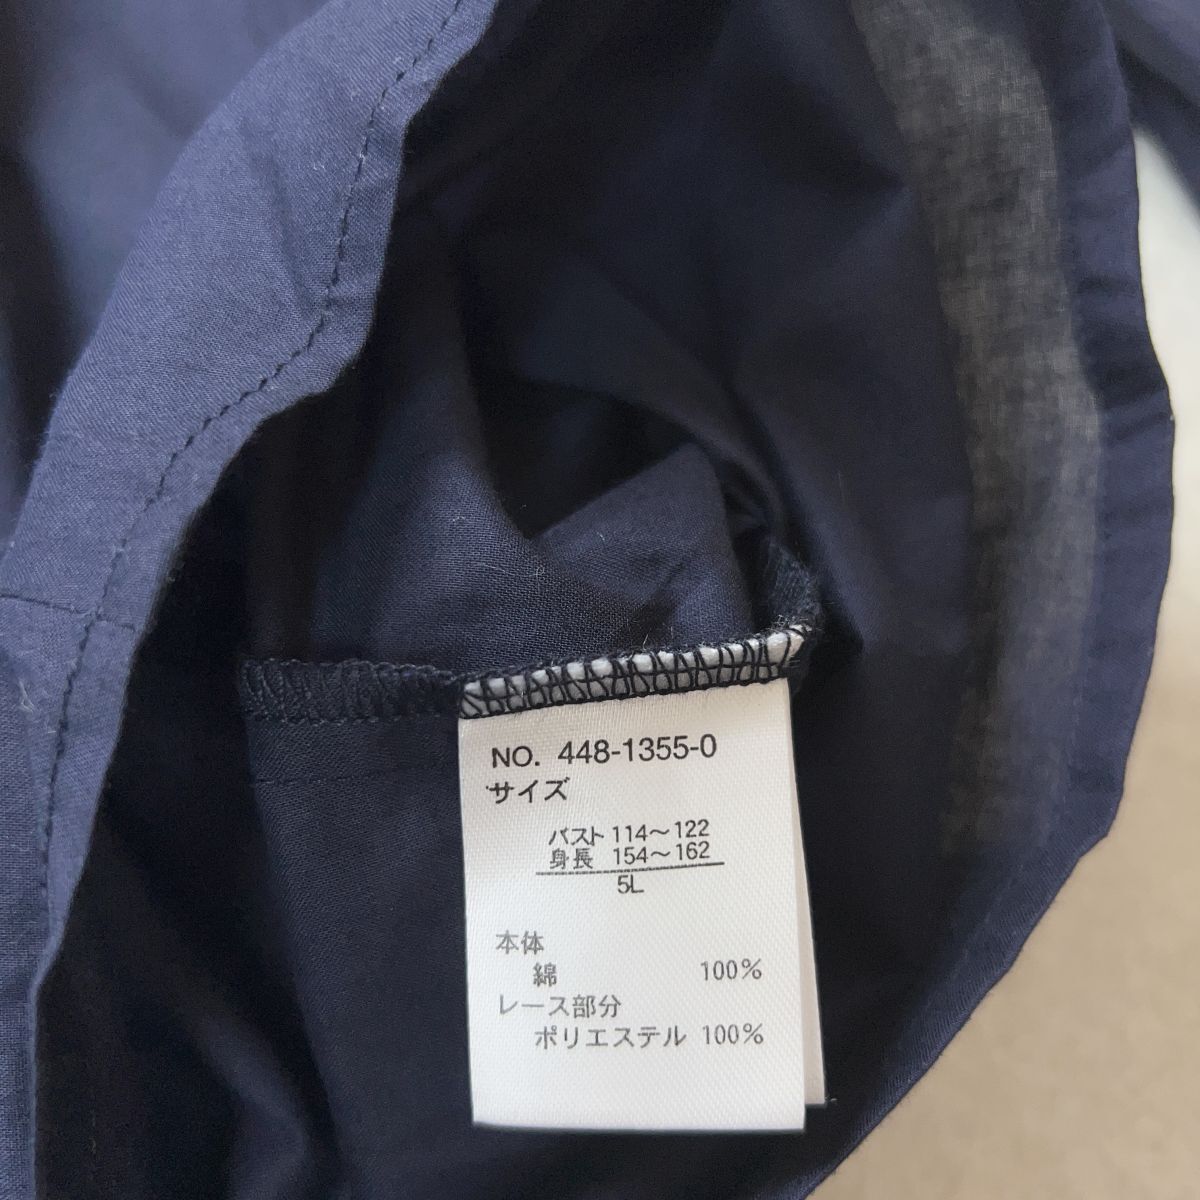 NO. 448-1355-0
サイズ
バスト 114～122
身長 154～162
5L
本体
綿 100%
レース部分
ポリエステル 100%